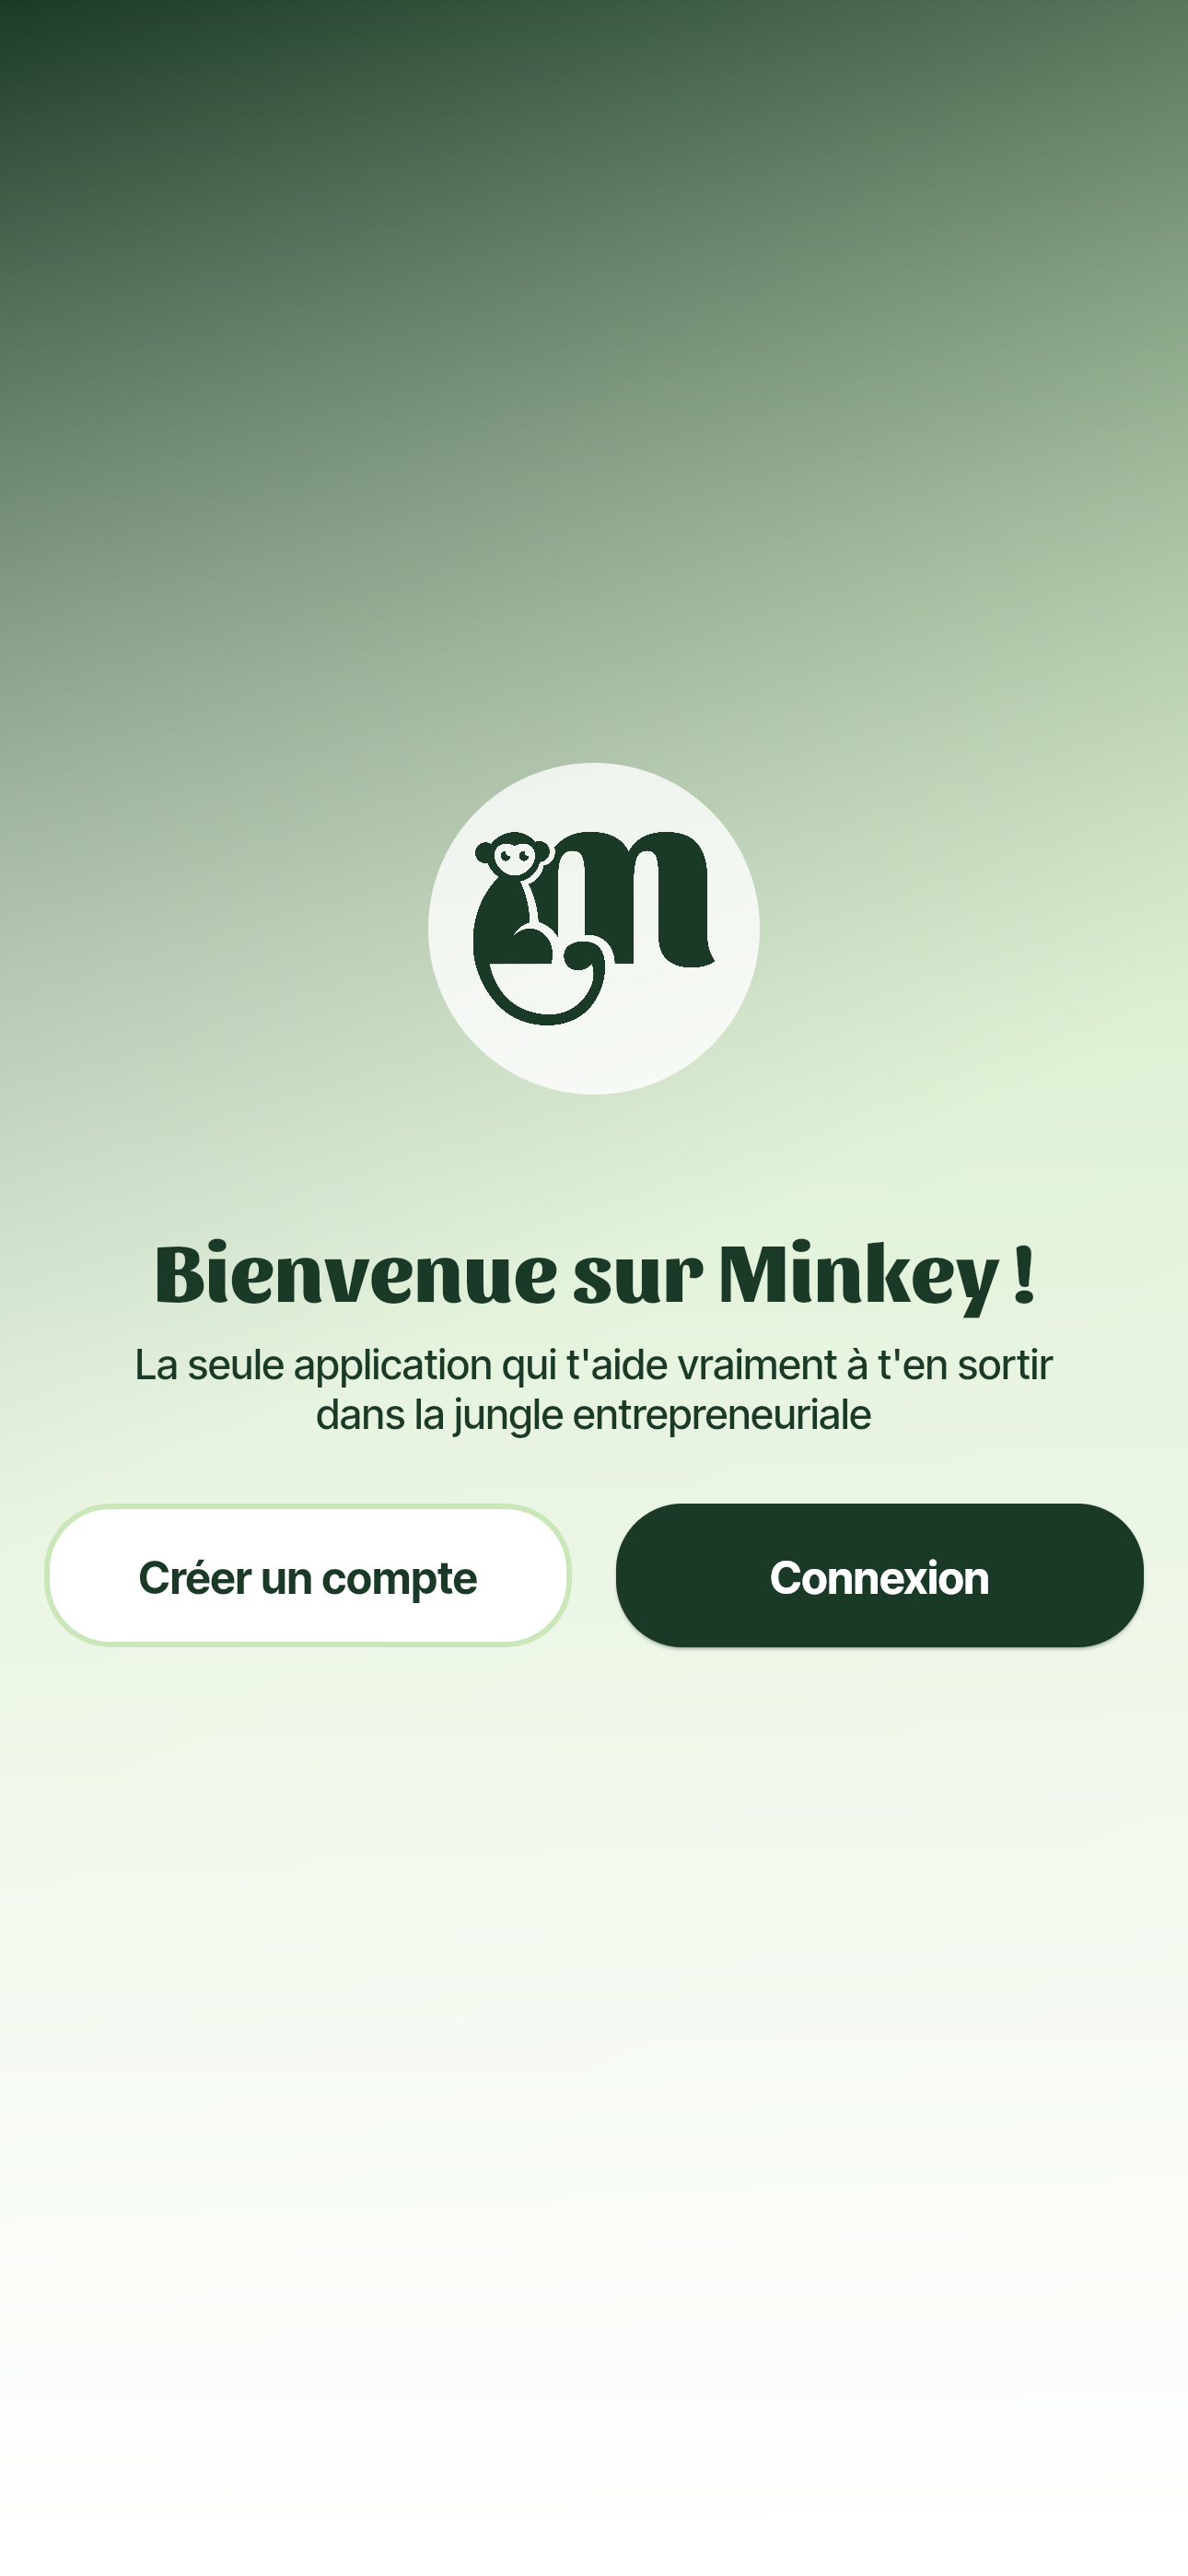 m
Bienvenue sur Minkey !
La seule application qui t'aide vraiment à t'en sortir
dans la jungle entrepreneuriale
Créer un compte
Connexion